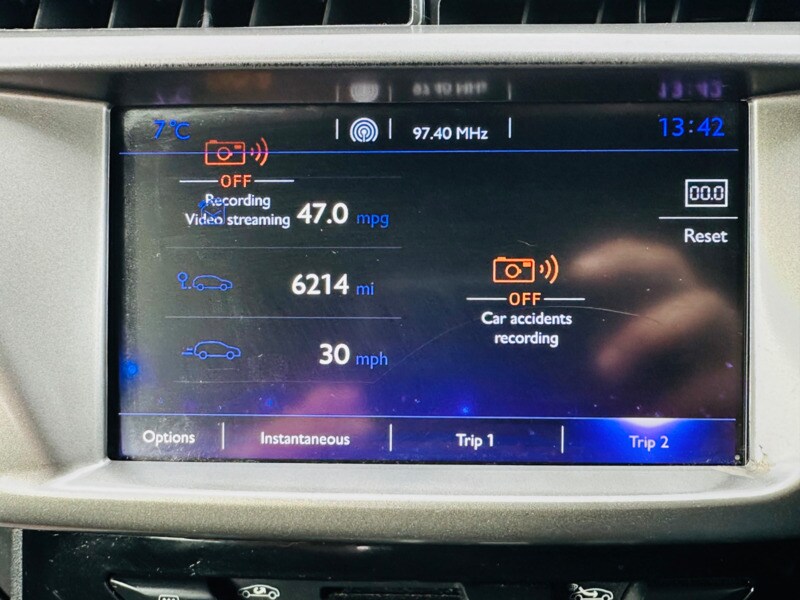 7°C
97.40 MHz
13:42
OFF
Recording
Video streaming
47.0 mpg
00.0
Reset
6214 mi
OFF
Car accidents
recording
30 mph
Options
Instantaneous
Trip 1
Trip 2